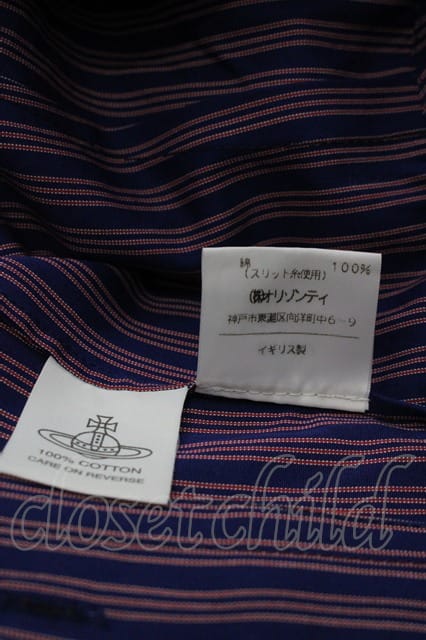 綿 100%
(スリット糸使用)
(株)オリゾンティ
神戸市東灘区向洋町中6-9
イギリス製
100% COTTON
CARE ON REVERSE
closet child